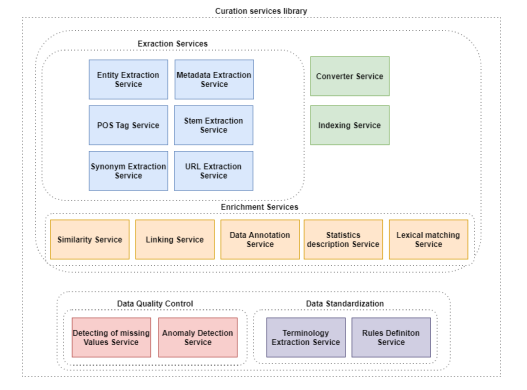 Curation services library
Exraction Services
Entity Extraction
Service
Metadata Extraction
Service
Converter Service
POS Tag Service
Stem Extraction
Service
Indexing Service
Synonym Extraction
Service
URL Extraction
Service
Enrichment Services
Similarity Service
Linking Service
Data Annotation
Service
Statistics
description Service
Lexical matching
Service
Data Quality Control
Data Standardization
Detecting of missing
Values Service
Anomaly Detection
Service
Terminology
Extraction Service
Rules Definiton
Service